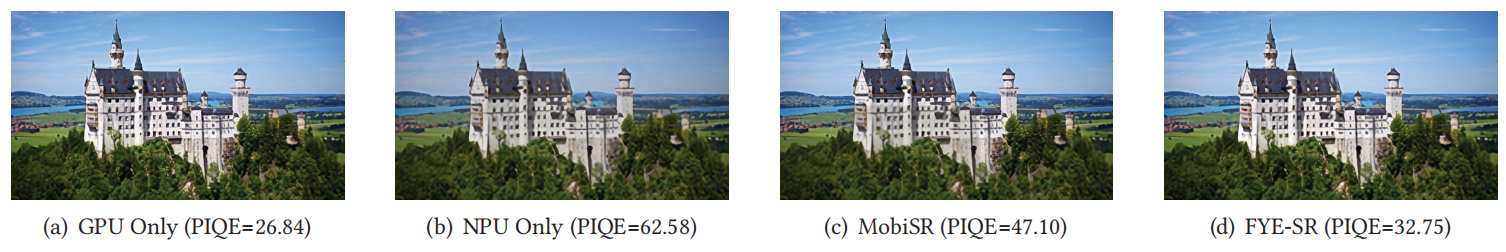 (a) GPU Only (PIQE=26.84)
(b) NPU Only (PIQE=62.58)
(c) MobiSR (PIQE=47.10)
(d) FYE-SR (PIQE=32.75)